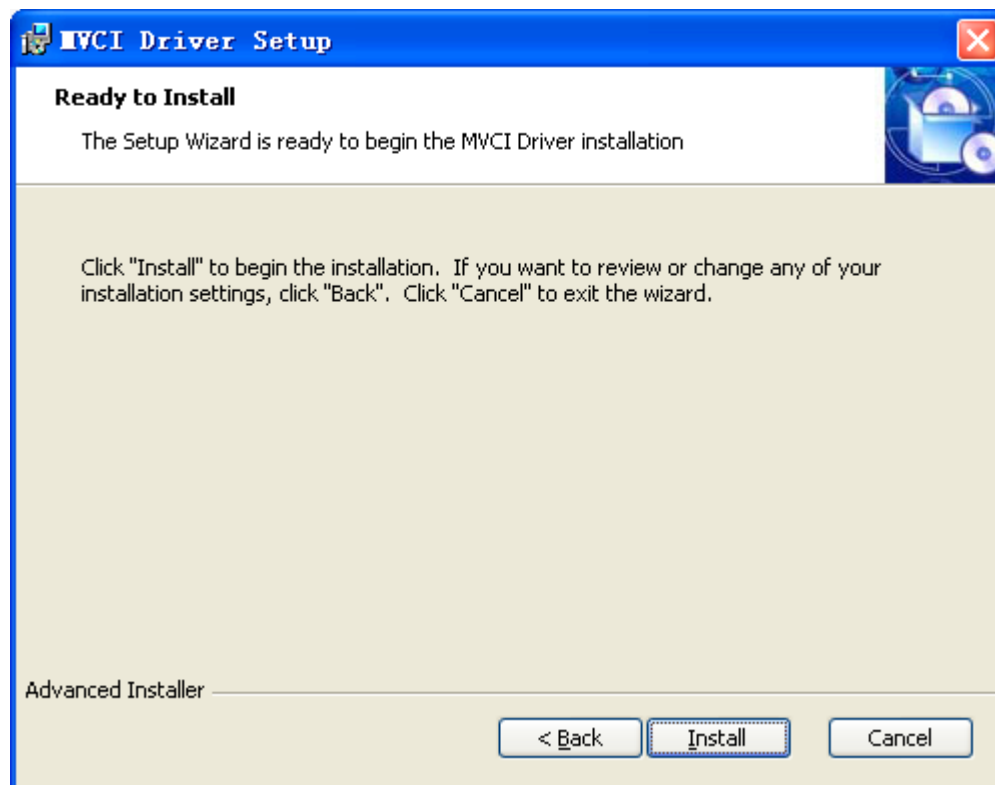 MVCI Driver Setup
Ready to Install
The Setup Wizard is ready to begin the MVCI Driver installation
Click "Install" to begin the installation.  If you want to review or change any of your
installation settings, click "Back".  Click "Cancel" to exit the wizard.
Advanced Installer
< Back
Install
Cancel